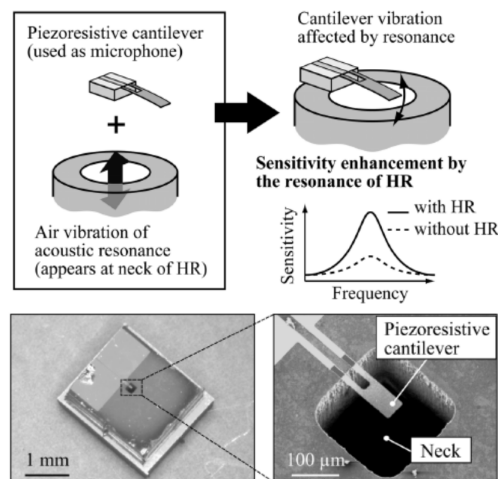 Piezoresistive cantilever
(used as microphone)
+
Air vibration of
acoustic resonance
(appears at neck of HR)
Cantilever vibration
affected by resonance
Sensitivity enhancement by
the resonance of HR
Sensitivity
with HR
without HR
Frequency
1 mm
Piezoresistive
cantilever
Neck
100 μm